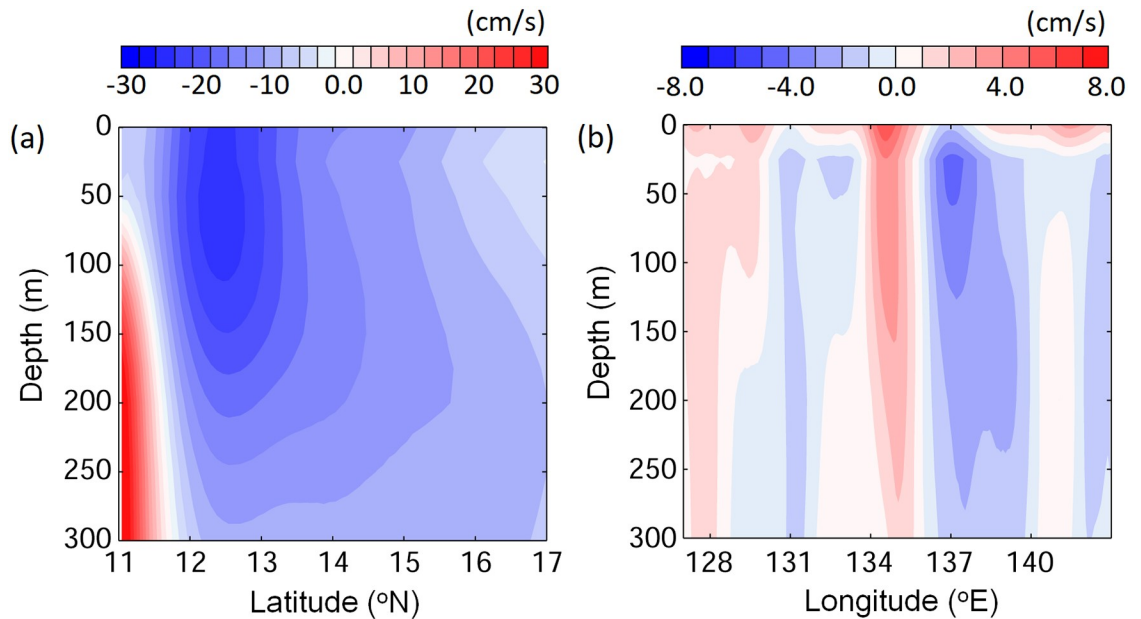 (cm/s)
-30 -20 -10 0.0 10 20 30
(a)
0
50
100
150
200
250
300
Depth (m)
11 12 13 14 15 16 17
Latitude (oN)
(cm/s)
-8.0 -4.0 0.0 4.0 8.0
(b)
0
50
100
150
200
250
300
Depth (m)
128 131 134 137 140
Longitude (oE)